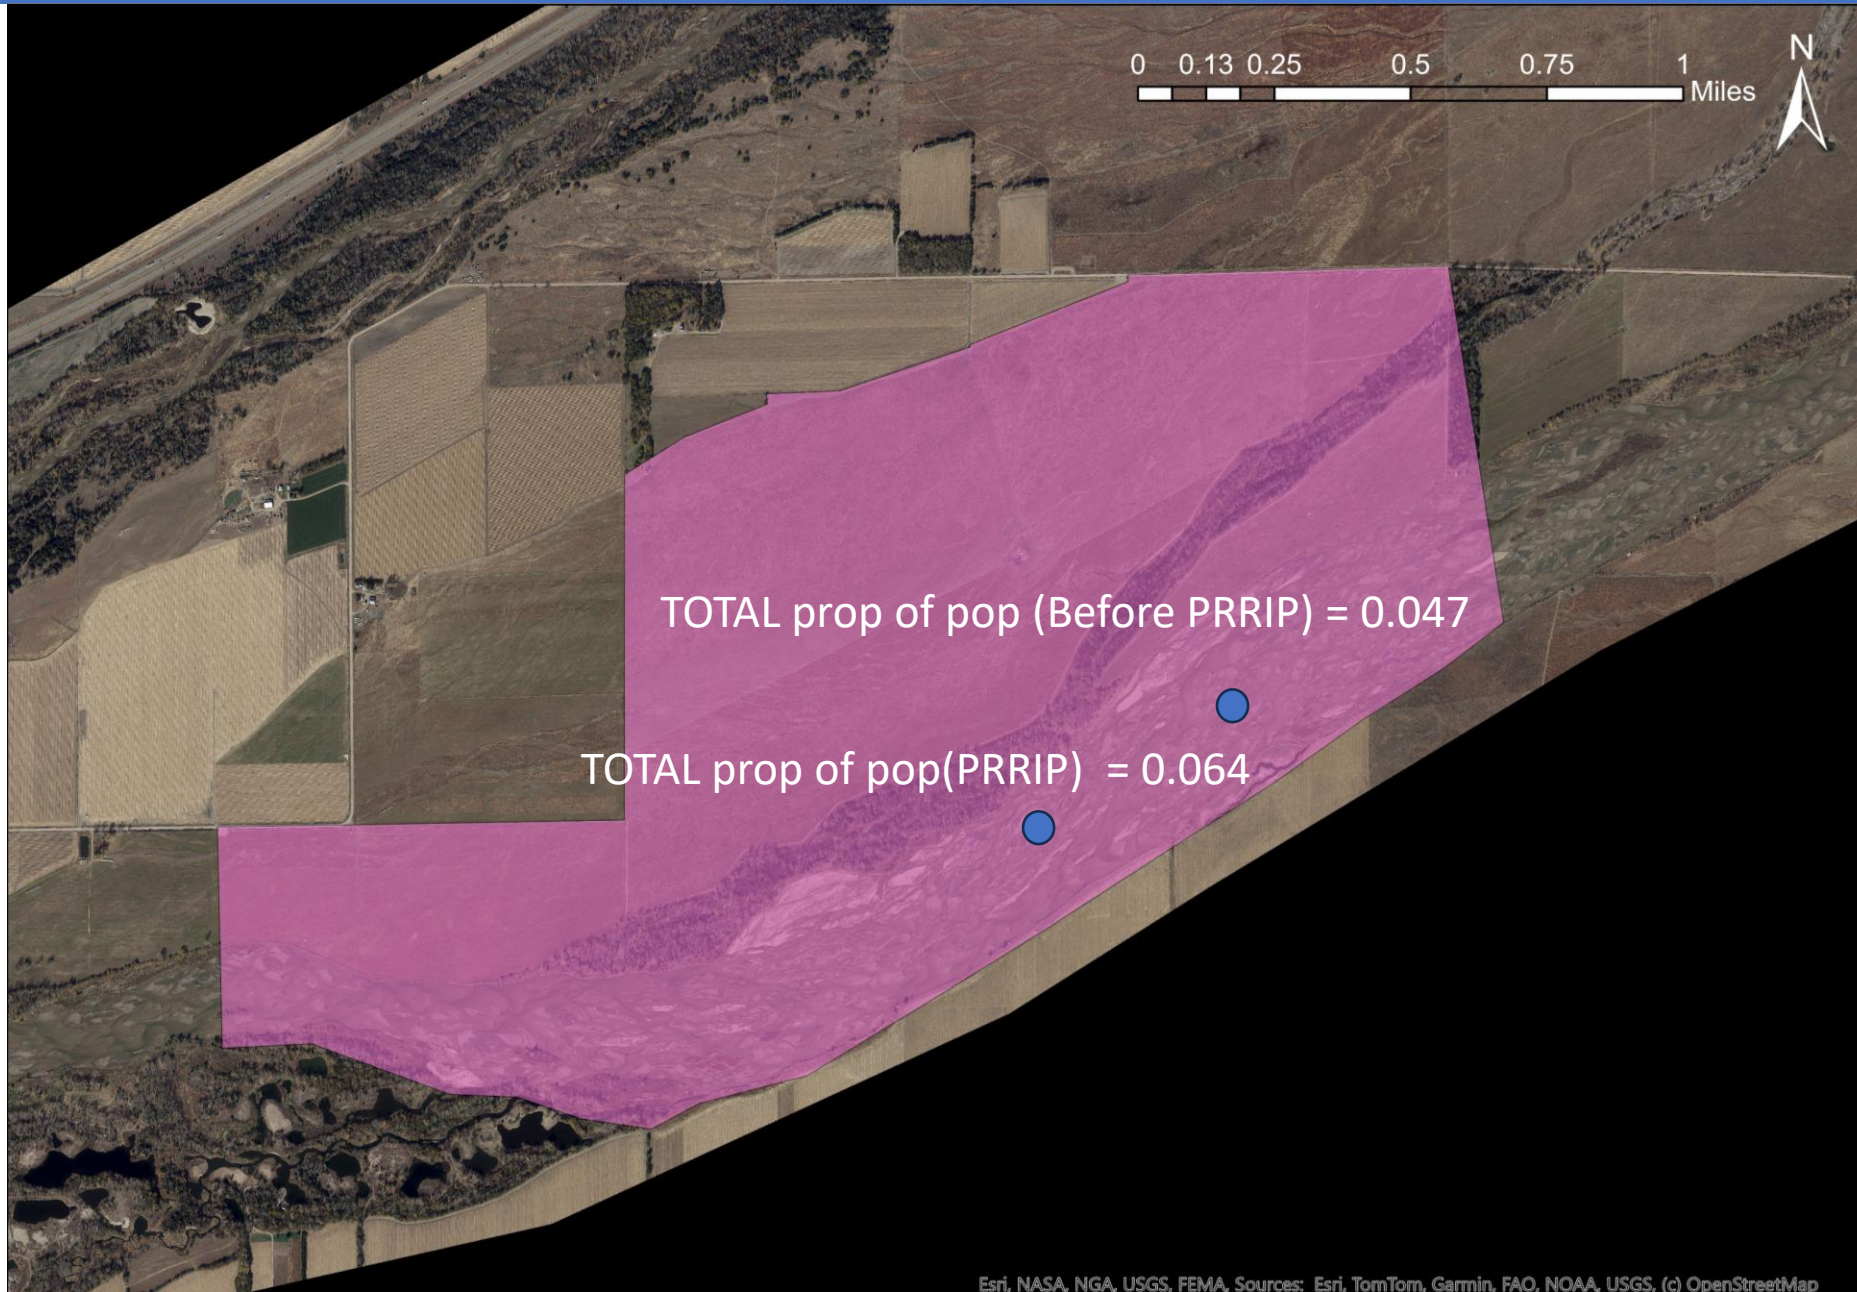 N
0 0.13 0.25 0.5 0.75 1
Miles
TOTAL prop of pop (Before PRRIP) = 0.047
TOTAL prop of pop(PRRIP) = 0.064
Esri, NASA, NGA, USGS, FEMA, Sources: Esri, TomTom, Garmin, FAO, NOAA, USGS, (c) OpenStreetMap